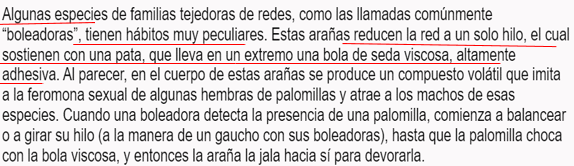 Algunas especies de familias tejedoras de redes, como las llamadas comúnmente
“boleadoras”, tienen hábitos muy peculiares. Estas arañas reducen la red a un solo hilo, el cual
sostienen con una pata, que lleva en un extremo una bola de seda viscosa, altamente
adhesiva. Al parecer, en el cuerpo de estas arañas se produce un compuesto volátil que imita
a la feromona sexual de algunas hembras de palomillas y atrae a los machos de esas
especies. Cuando una boleadora detecta la presencia de una palomilla, comienza a balancear
o a girar su hilo (a la manera de un gaucho con sus boleadoras), hasta que la palomilla choca
con la bola viscosa, y entonces la araña la jala hacia sí para devorarla.